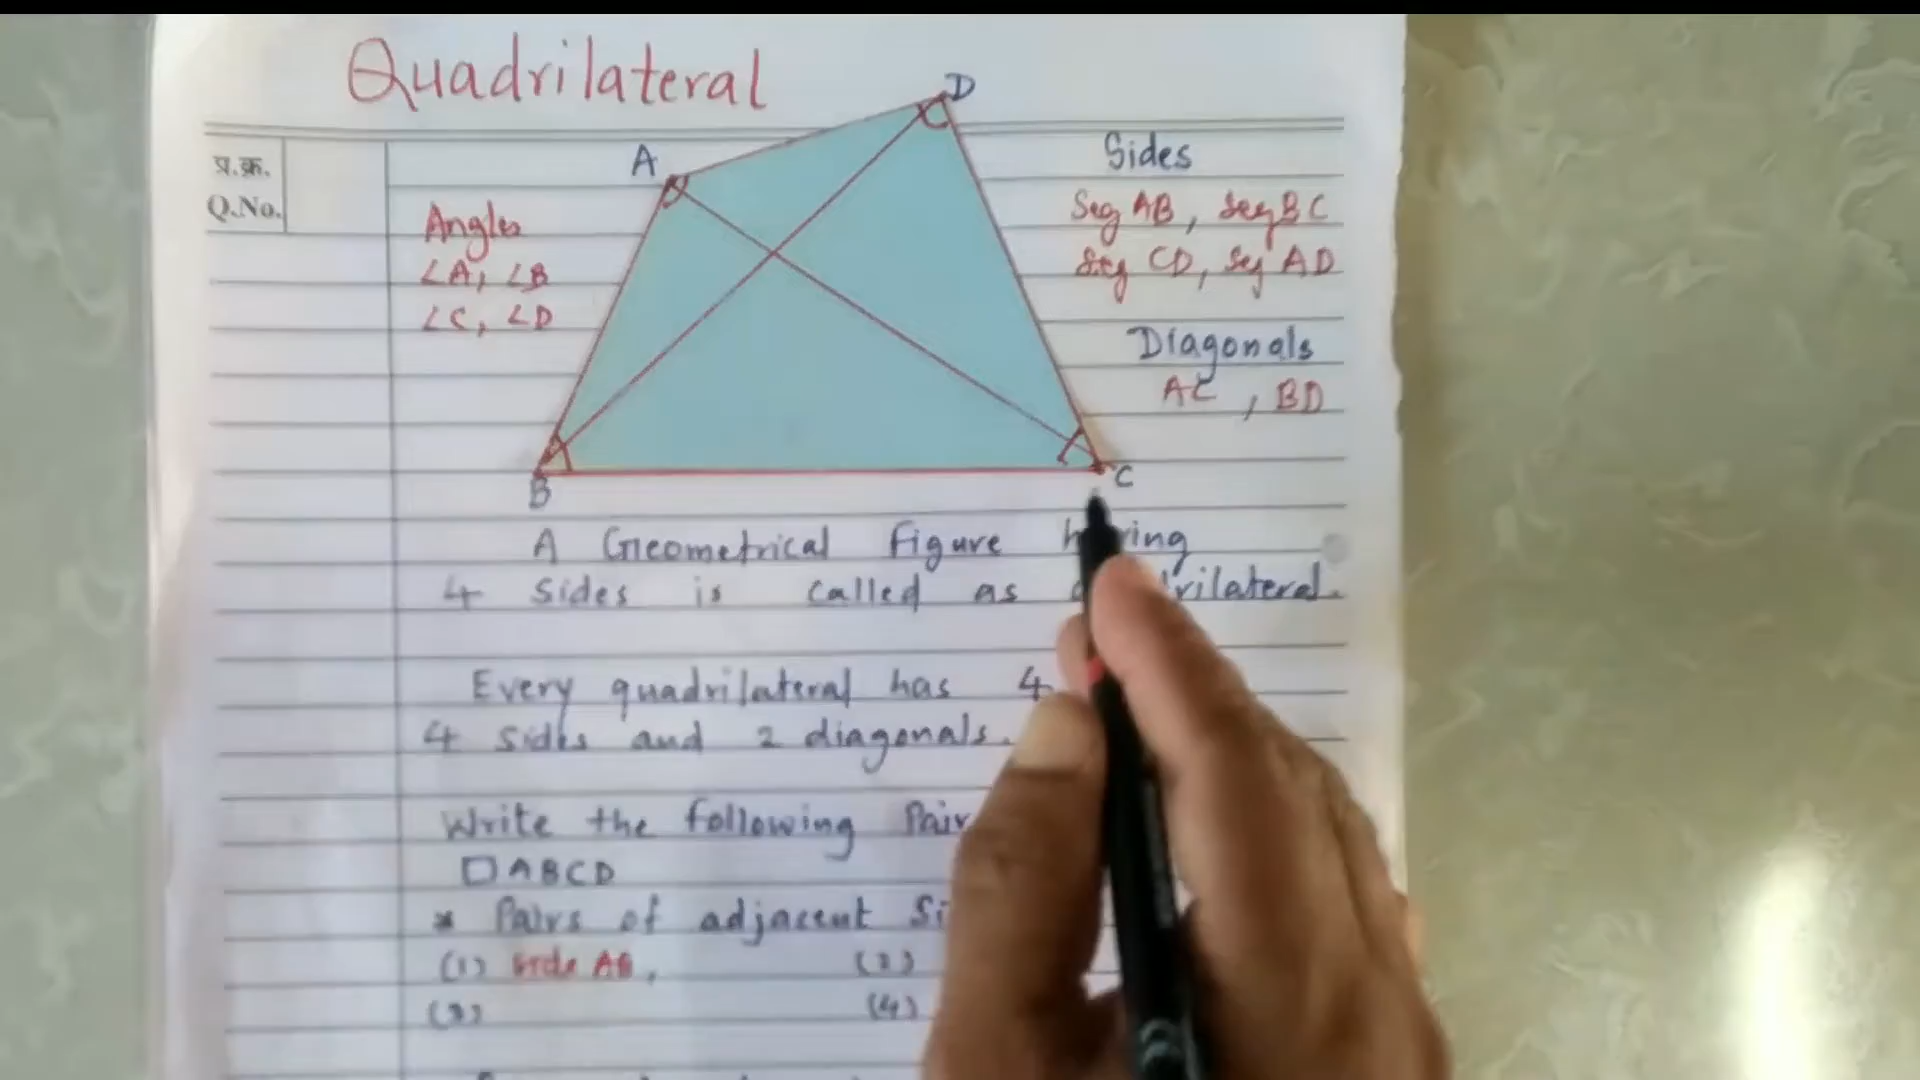 Quadrilateral
D
A
Sides
प्र.क्र.
Q.No.
Angles
∠A, ∠B
∠C, ∠D
Seg AB, Seg BC
Seg CD, Seg AD
Diagonals
AC, BD
B
C
A Geometrical Figure
4 Sides is called as
Every quadrilateral has 4
4 Sides and 2 diagonals.
Write the following
□ABCD
* Pairs of adjacent
(1) side AB, (2)
(3) (4)